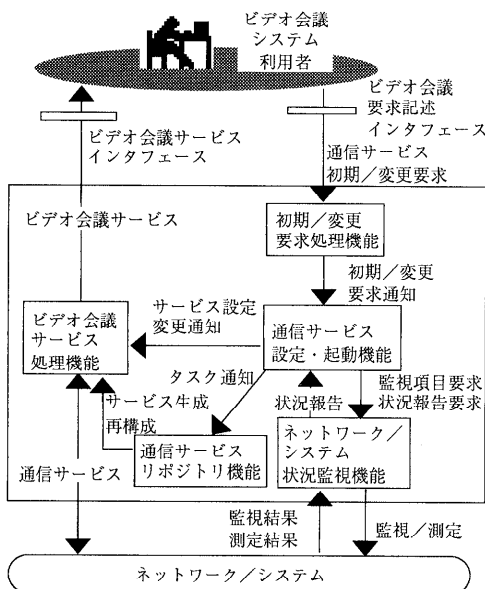 ビデオ会議
システム
利用者
ビデオ会議
要求記述
インタフェース
ビデオ会議サービス
インタフェース
通信サービス
初期／変更要求
ビデオ会議サービス
初期／変更
要求処理機能
初期／変更
要求通知
サービス設定
変更通知
ビデオ会議
サービス
処理機能
通信サービス
設定・起動機能
タスク通知
監視項目要求
状況報告要求
状況報告
サービス生成
再構成
通信サービス
リポジトリ機能
ネットワーク／
システム
状況監視機能
通信サービス
監視結果
測定結果
監視／測定
ネットワーク／システム